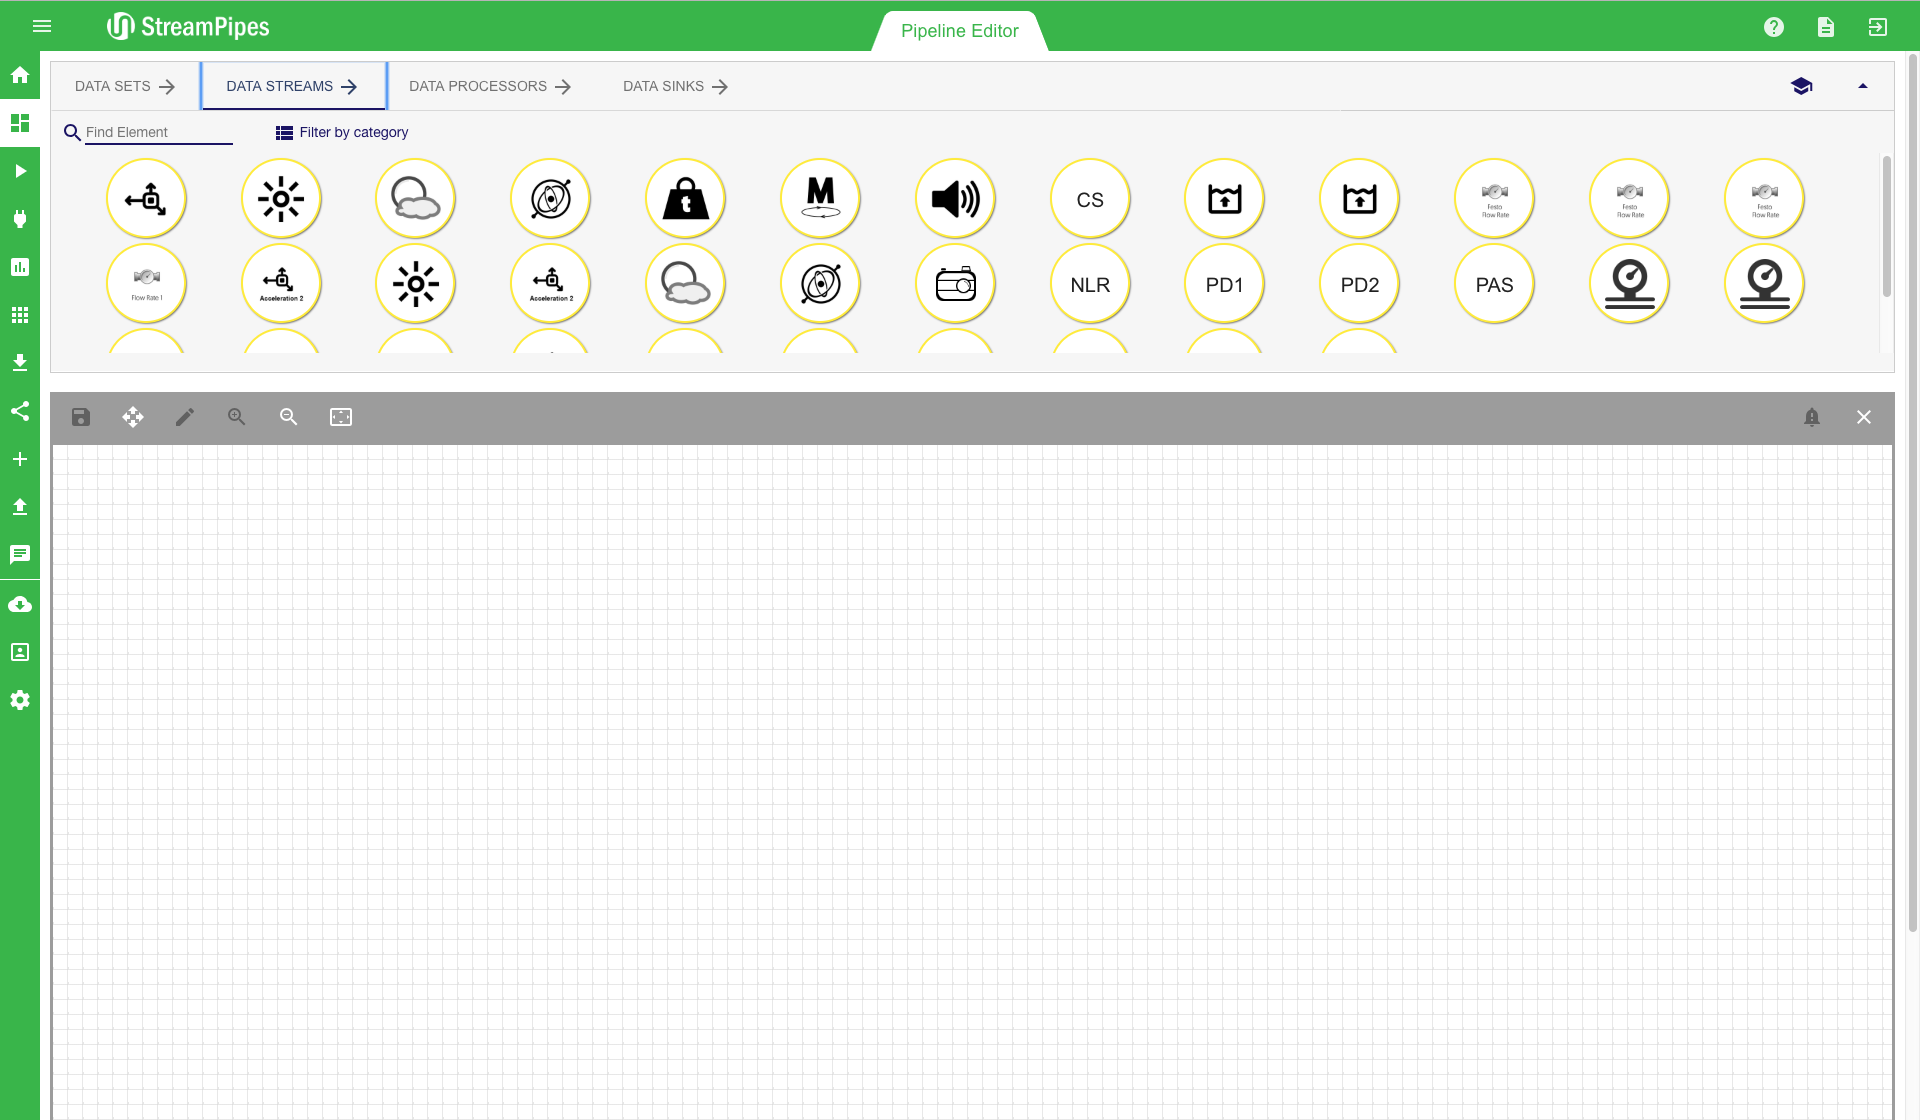 StreamPipes
Pipeline Editor
DATA SETS
DATA STREAMS
DATA PROCESSORS
DATA SINKS
Find Element
Filter by category
t
M
CS
Festo
Flow Rate
Festo
Flow Rate
Festo
Flow Rate
Flow Rate 1
Acceleration 2
Acceleration 2
NLR
PD1
PD2
PAS